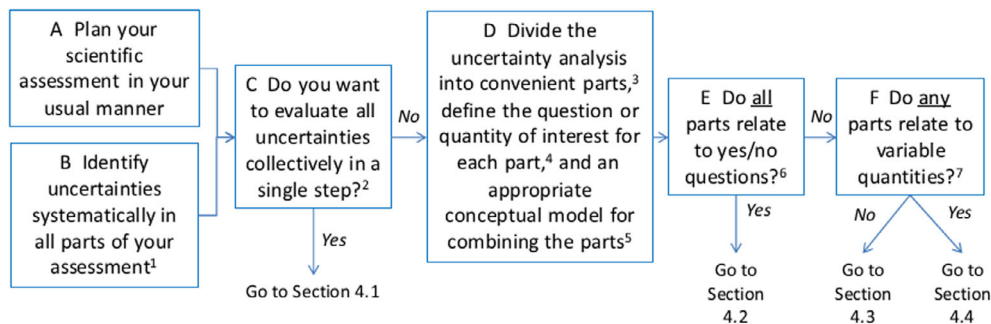 A Plan your
scientific
assessment in your
usual manner
B Identify
uncertainties
systematically in
all parts of your
assessment¹
C Do you want
to evaluate all
uncertainties
collectively in a
single step?²
Yes
Go to Section 4.1
No
D Divide the
uncertainty analysis
into convenient parts,³
define the question or
quantity of interest for
each part,⁴ and an
appropriate
conceptual model for
combining the parts⁵
E Do all
parts relate
to yes/no
questions?⁶
Yes
Go to
Section
4.2
No
F Do any
parts relate to
variable
quantities?⁷
No
Go to
Section
4.3
Yes
Go to
Section
4.4